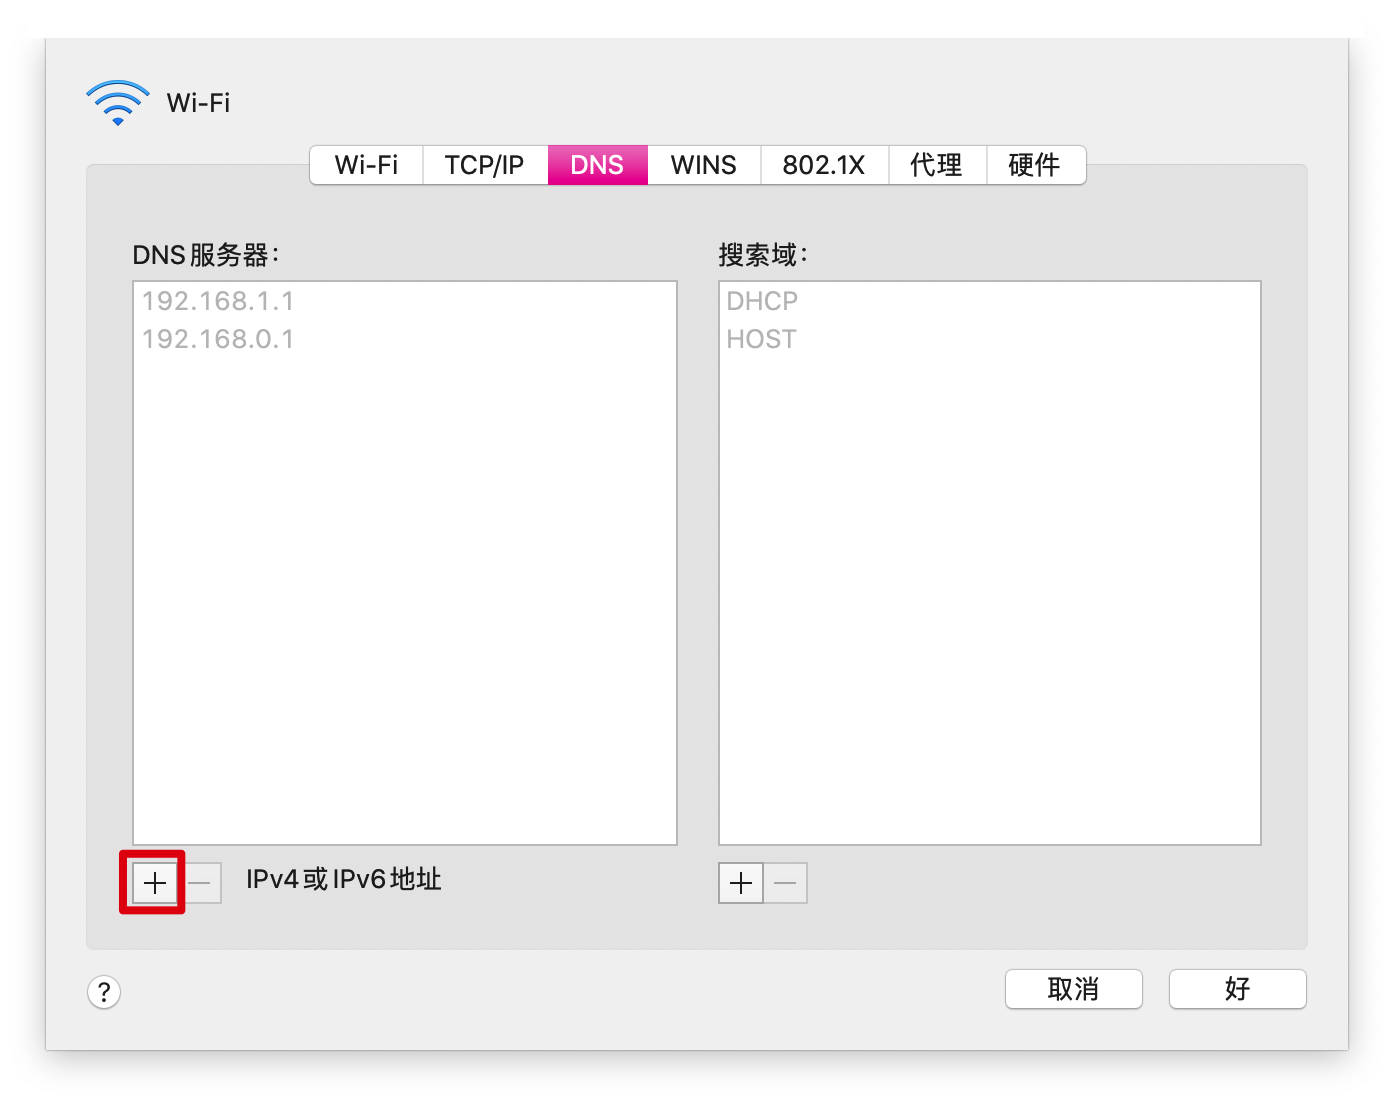 Wi-Fi
Wi-Fi TCP/IP DNS WINS 802.1X 代理 硬件
DNS 服务器：
192.168.1.1
192.168.0.1
搜索域：
DHCP
HOST
+ — IPv4 或 IPv6 地址
+ —
? 取消 好